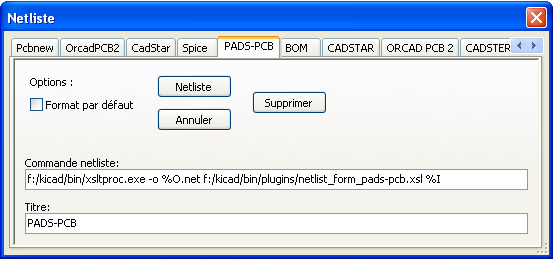 Netliste
Pcbnew OrcadPCB2 CadStar Spice PADS-PCB BOM CADSTAR ORCAD PCB 2 CADSTER
Options :
Netliste
Format par défaut
Supprimer
Annuler
Commande netliste:
f:/kicad/bin/xsltproc.exe -o %O.net f:/kicad/bin/plugins/netlist_form_pads-pcb.xsl %I
Titre:
PADS-PCB